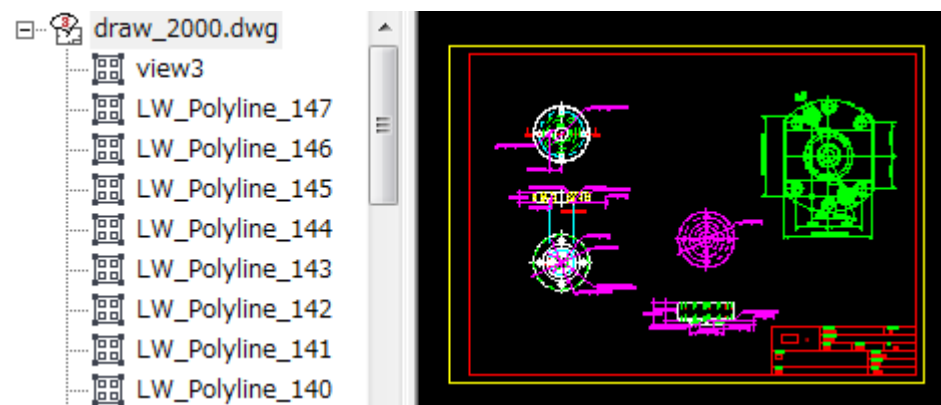 draw_2000.dwg
view3
LW_Polyline_147
LW_Polyline_146
LW_Polyline_145
LW_Polyline_144
LW_Polyline_143
LW_Polyline_142
LW_Polyline_141
LW_Polyline_140